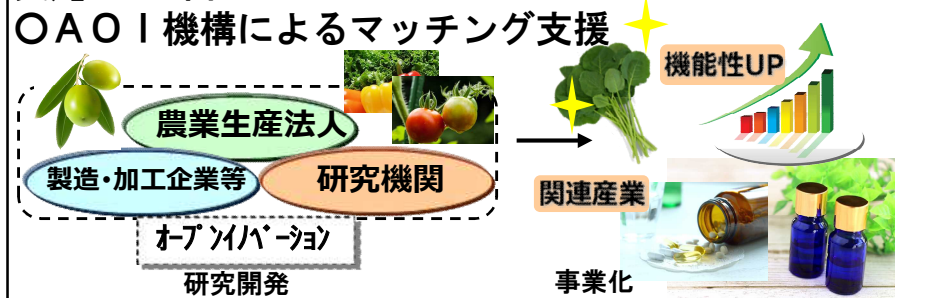 〇AOI機構によるマッチング支援
機能性UP
農業生産法人
製造・加工企業等
研究機関
関連産業
オープンイノベーション
研究開発
事業化